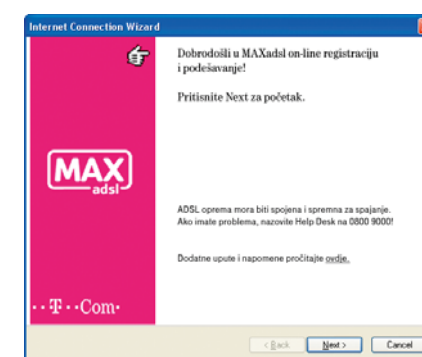 Internet Connection Wizard
Dobrodošli u MAXadsl on-line registraciju
i podešavanje!
Pritisnite Next za početak.
MAX
adsl
ADSL oprema mora biti spojena i spremna za spajanje.
Ako imate problema, nazovite Help Desk na 0800 9000!
Dodatne upute i napomene pročitajte ovdje.
··T··Com·
< Back
Next >
Cancel